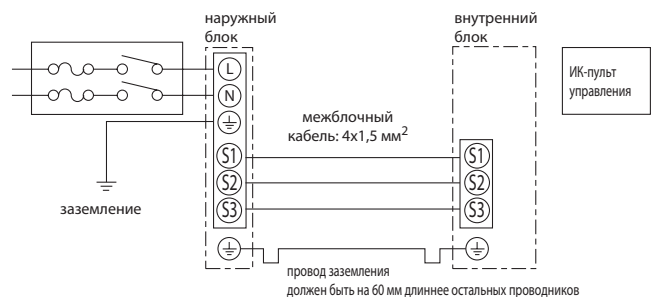 наружный
блок
внутренний
блок
L
N
ИК-пульт
управления
межблочный
кабель: 4x1,5 мм²
S1
S2
S3
S1
S2
S3
заземление
провод заземления
должен быть на 60 мм длиннее остальных проводников